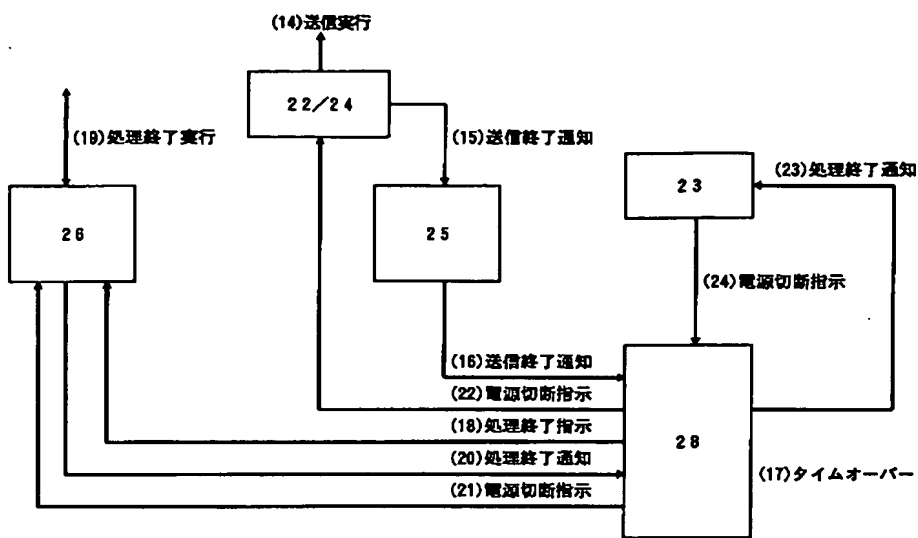 (14)送信実行
22/24
(19)処理終了実行
(15)送信終了通知
(23)処理終了通知
23
26
25
(24)電源切断指示
(16)送信終了通知
(22)電源切断指示
(18)処理終了指示
28
(20)処理終了通知
(17)タイムオーバー
(21)電源切断指示